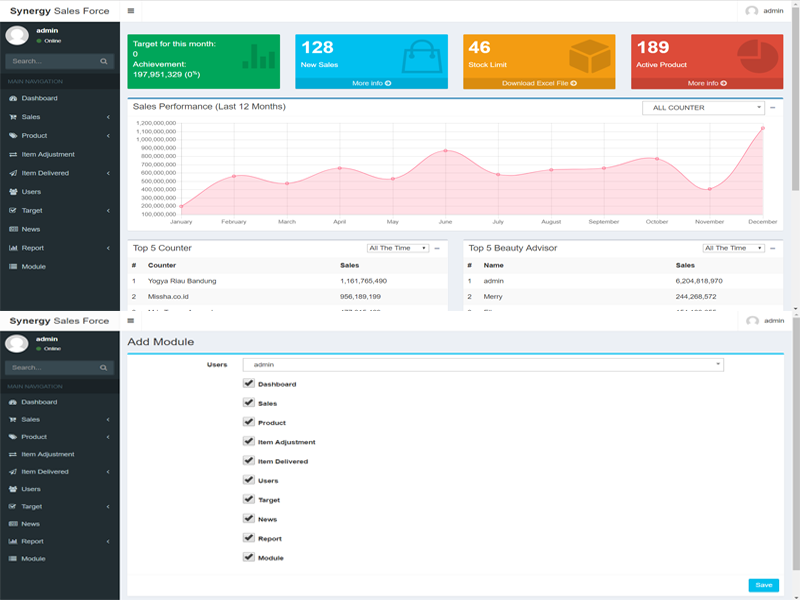 Synergy Sales Force
admin
admin
Online
Search...
MAIN NAVIGATION
Dashboard
Sales
Product
Item Adjustment
Item Delivered
Users
Target
News
Report
Module
Target for this month:
0
Achievement:
197,951,329 (0%)
128
New Sales
More info
46
Stock Limit
Download Excel File
189
Active Product
More info
Sales Performance (Last 12 Months)
ALL COUNTER
1,200,000,000
1,100,000,000
1,000,000,000
900,000,000
800,000,000
700,000,000
600,000,000
500,000,000
400,000,000
300,000,000
200,000,000
100,000,000
January February March April May June July August September October November December
Top 5 Counter
All The Time
# Counter Sales
1 Yogya Riau Bandung 1,161,765,490
2 Missha.co.id 956,189,199
Top 5 Beauty Advisor
All The Time
# Name Sales
1 admin 6,204,818,970
2 Merry 244,268,572
Synergy Sales Force
admin
admin
Online
Search...
MAIN NAVIGATION
Dashboard
Sales
Product
Item Adjustment
Item Delivered
Users
Target
News
Report
Module
Add Module
Users admin
Dashboard
Sales
Product
Item Adjustment
Item Delivered
Users
Target
News
Report
Module
Save